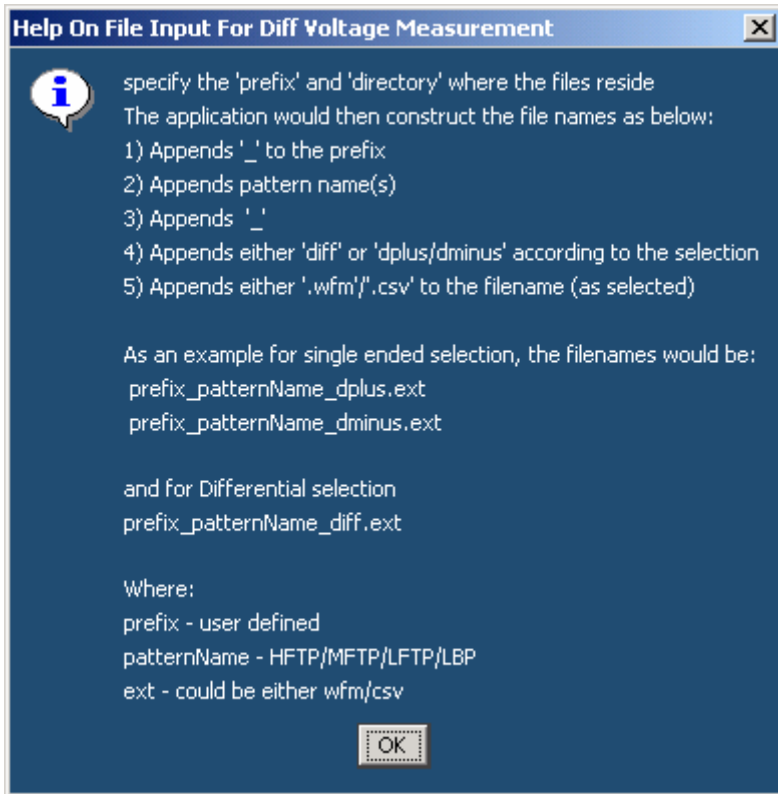 Help On File Input For Diff Voltage Measurement
specify the 'prefix' and 'directory' where the files reside
The application would then construct the file names as below:
1) Appends '_' to the prefix
2) Appends pattern name(s)
3) Appends '_'
4) Appends either 'diff' or 'dplus/dminus' according to the selection
5) Appends either '.wfm'/'.csv' to the filename (as selected)
As an example for single ended selection, the filenames would be:
prefix_patternName_dplus.ext
prefix_patternName_dminus.ext
and for Differential selection
prefix_patternName_diff.ext
Where:
prefix - user defined
patternName - HFTP/MFTP/LFTP/LBP
ext - could be either wfm/csv
OK